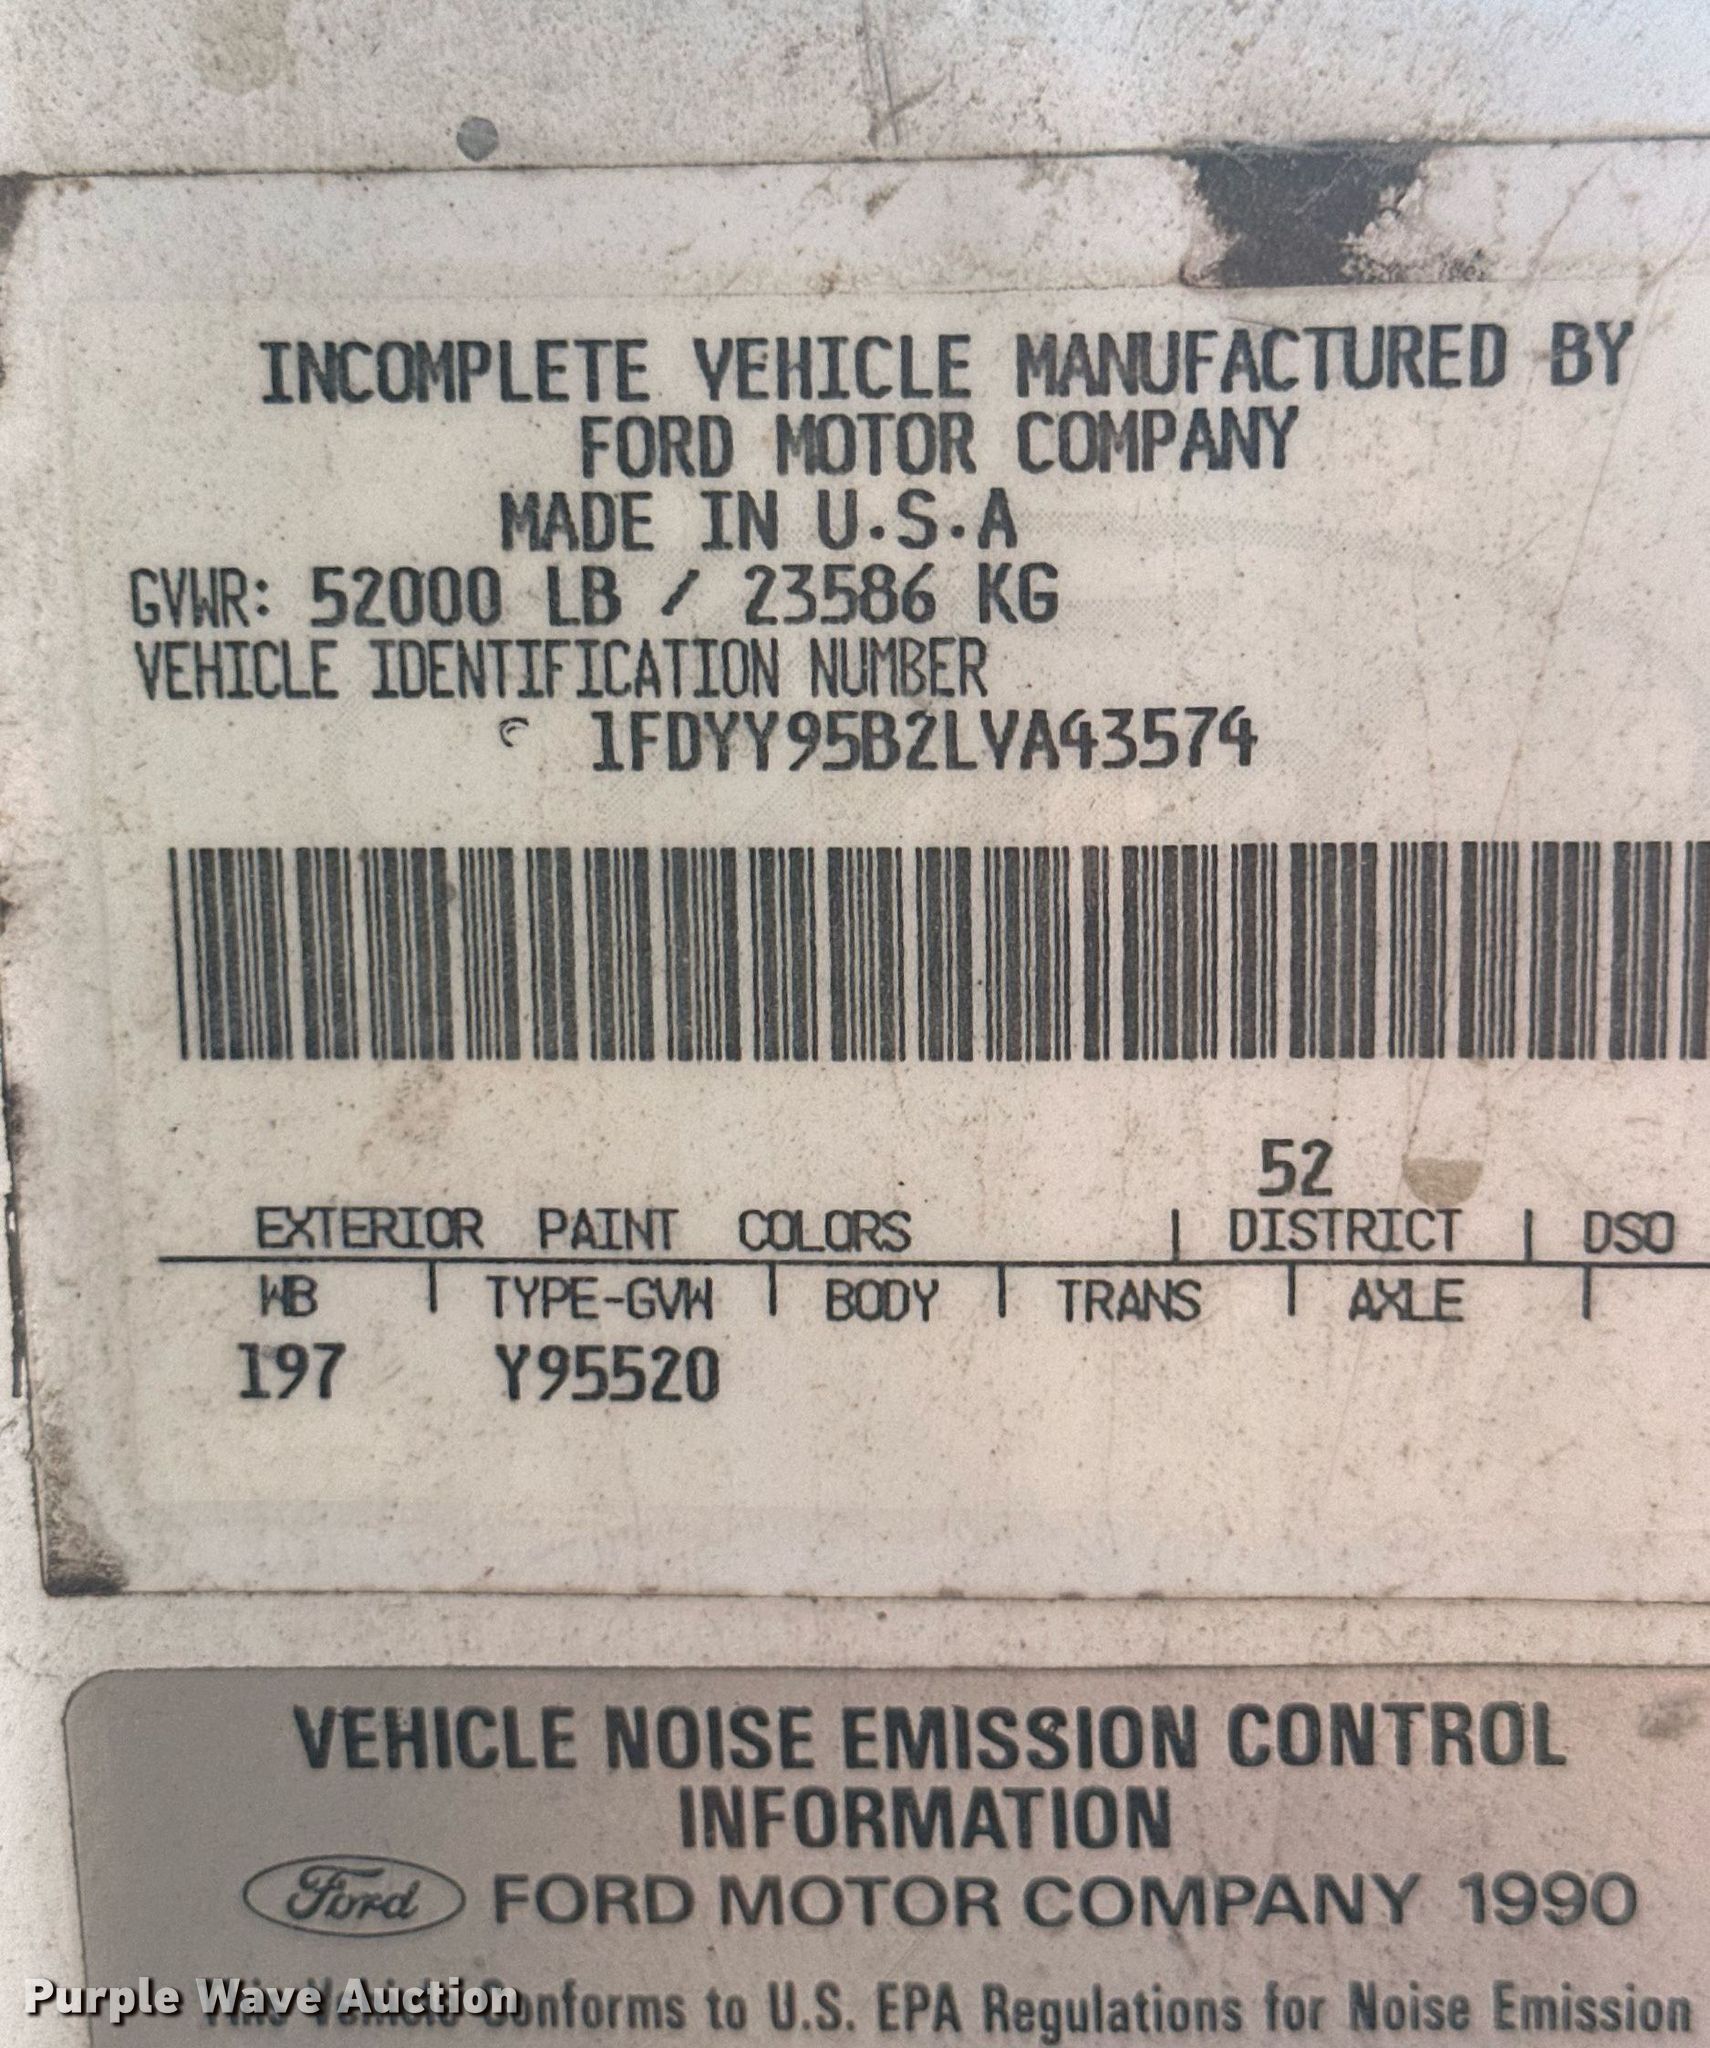 INCOMPLETE VEHICLE MANUFACTURED BY
FORD MOTOR COMPANY
MADE IN U.S.A
GVWR: 52000 LB / 23586 KG
VEHICLE IDENTIFICATION NUMBER
1FDYY95B2LVA43574
52
EXTERIOR PAINT COLORS | DISTRICT | DSO
WB | TYPE-GVW | BODY | TRANS | AXLE |
197 Y95520
VEHICLE NOISE EMISSION CONTROL
INFORMATION
Ford FORD MOTOR COMPANY 1990
This Vehicle Conforms to U.S. EPA Regulations for Noise Emission
Purple Wave Auction